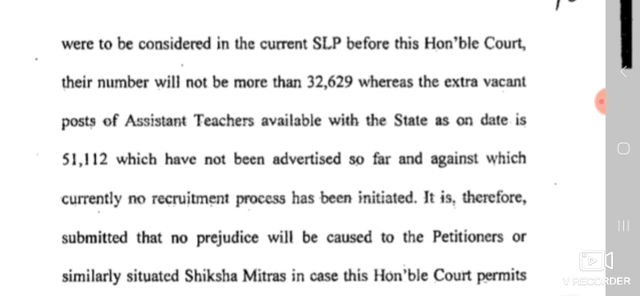 were to be considered in the current SLP before this Hon'ble Court,
their number will not be more than 32,629 whereas the extra vacant
posts of Assistant Teachers available with the State as on date is
51,112 which have not been advertised so far and against which
currently no recruitment process has been initiated. It is, therefore,
submitted that no prejudice will be caused to the Petitioners or
similarly situated Shiksha Mitras in case this Hon'ble Court permits
V RECORDER